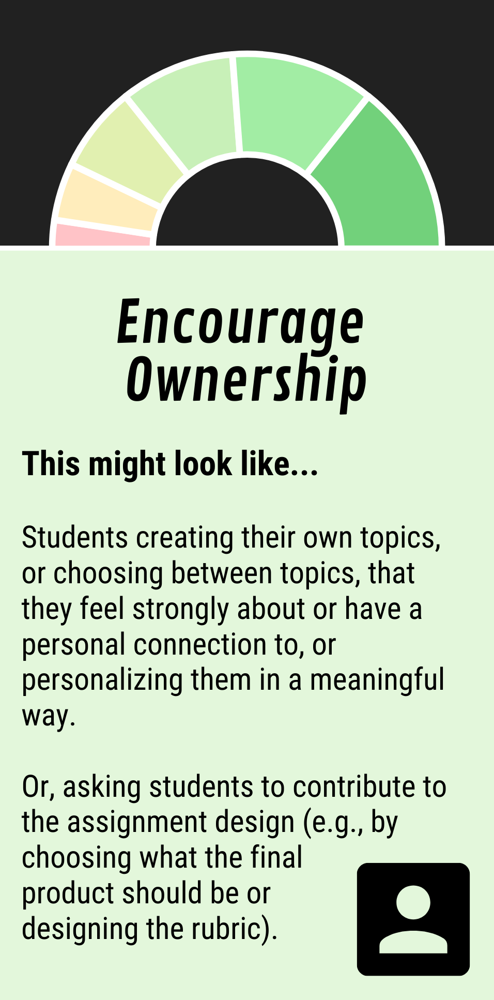 Encourage
Ownership
This might look like...
Students creating their own topics,
or choosing between topics, that
they feel strongly about or have a
personal connection to, or
personalizing them in a meaningful
way.
Or, asking students to contribute to
the assignment design (e.g., by
choosing what the final
product should be or
designing the rubric).